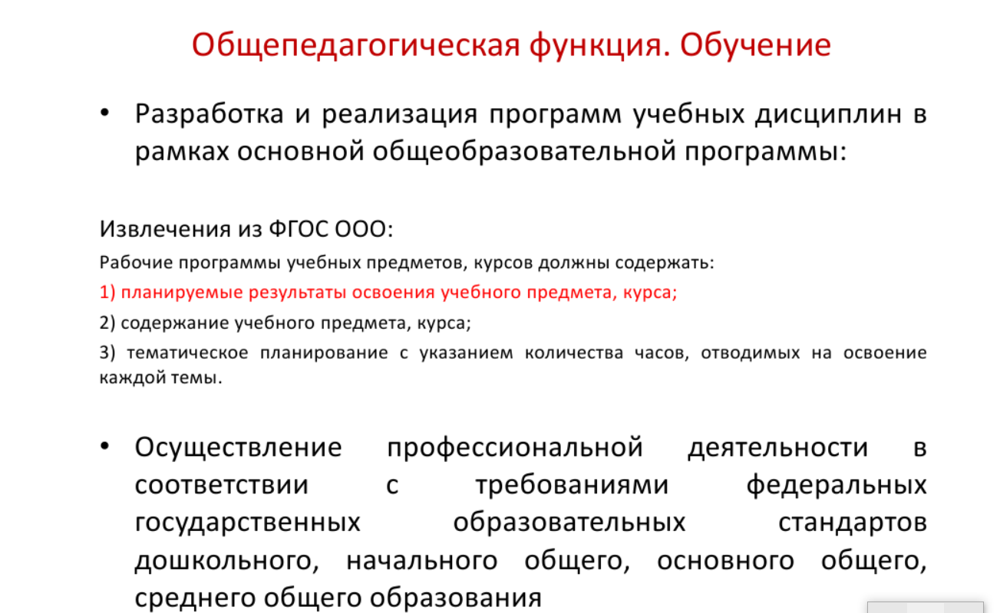 Общепедагогическая функция. Обучение
• Разработка и реализация программ учебных дисциплин в
рамках основной общеобразовательной программы:
Извлечения из ФГОС ООО:
Рабочие программы учебных предметов, курсов должны содержать:
1) планируемые результаты освоения учебного предмета, курса;
2) содержание учебного предмета, курса;
3) тематическое планирование с указанием количества часов, отводимых на освоение
каждой темы.
• Осуществление профессиональной деятельности в
соответствии с требованиями федеральных
государственных образовательных стандартов
дошкольного, начального общего, основного общего,
среднего общего образования